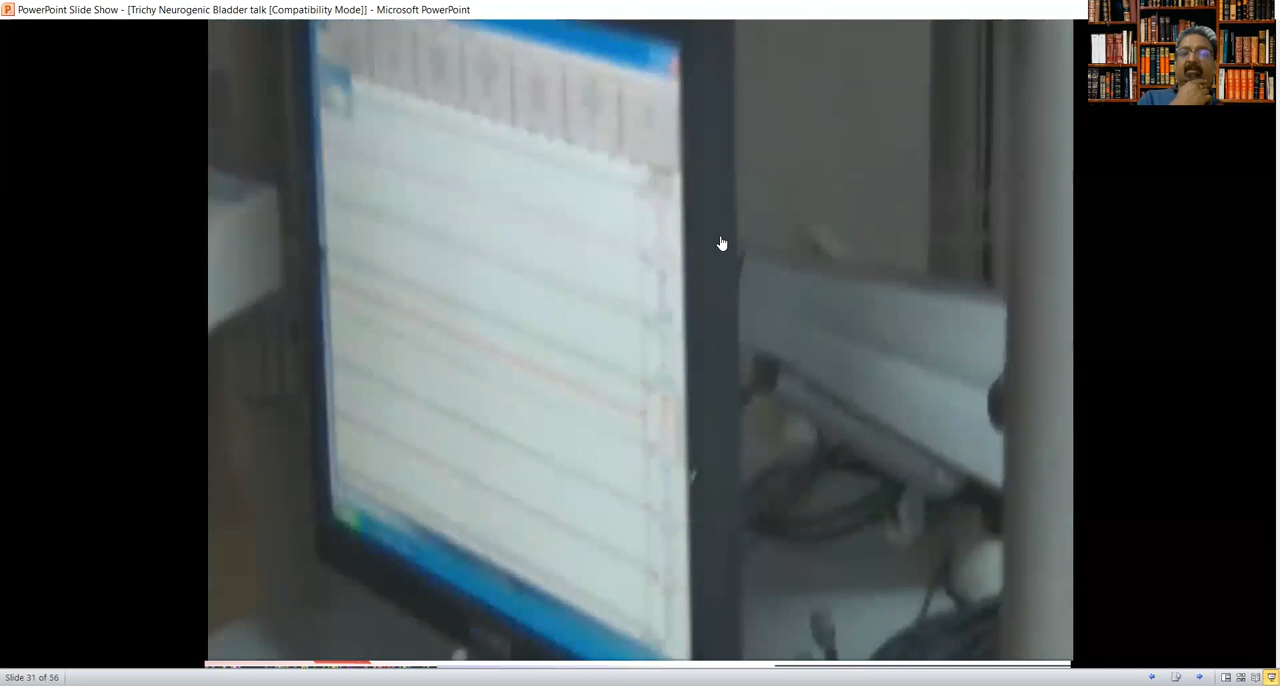 PowerPoint Slide Show - [Trichy Neurogenic Bladder talk [Compatibility Mode]] - Microsoft PowerPoint
Slide 31 of 56